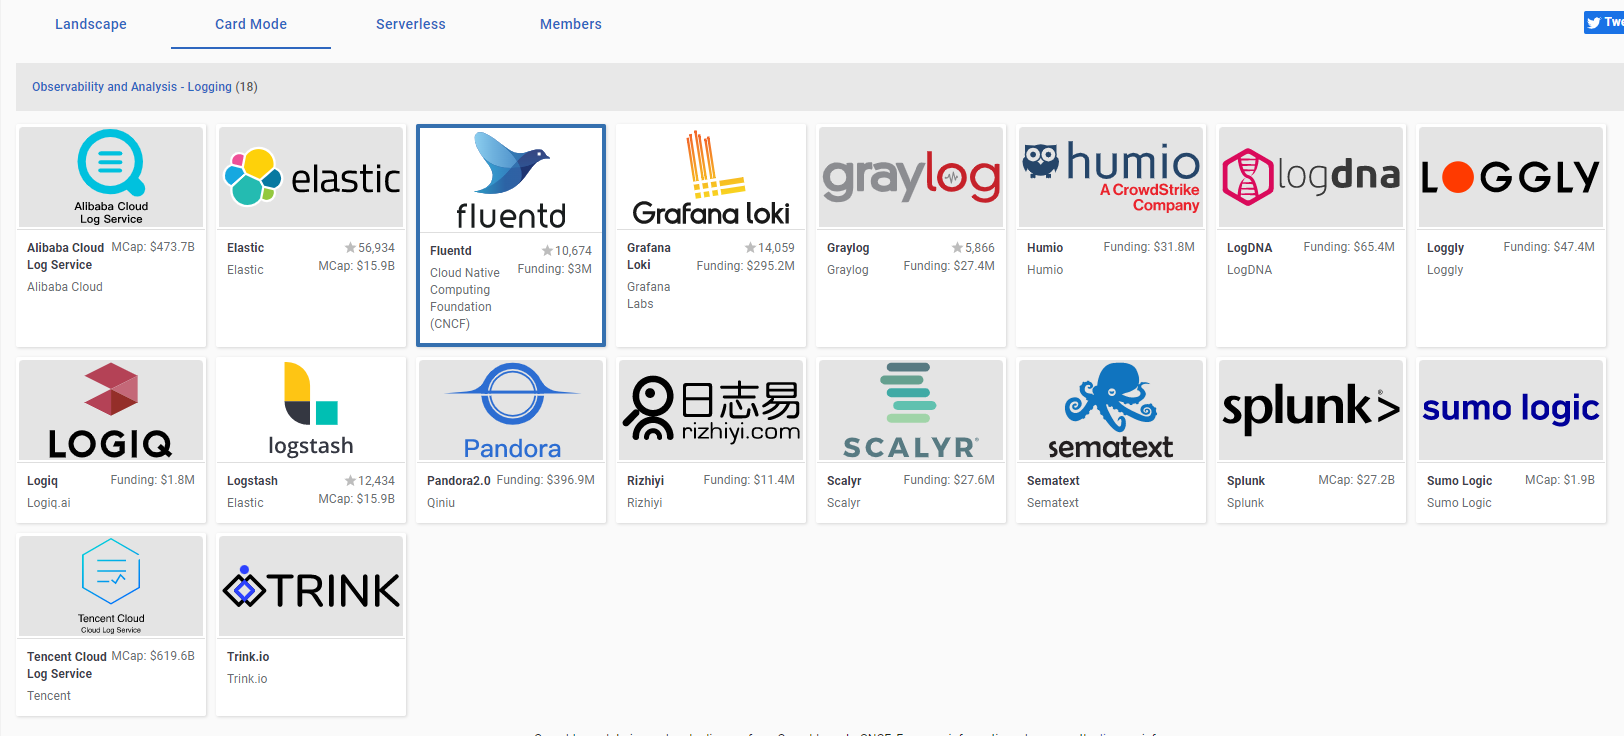 Landscape
Card Mode
Serverless
Members
Twe
Observability and Analysis - Logging (18)
Alibaba Cloud
Log Service
elastic
fluentd
Grafana loki
graylog
humio
A CrowdStrike
Company
logdna
LOGGLY
Alibaba Cloud MCap: $473.7B
Log Service
Alibaba Cloud
Elastic 56,934
Elastic MCap: $15.9B
Fluentd 10,674
Funding: $3M
Cloud Native
Computing
Foundation
(CNCF)
Grafana 14,059
Loki Funding: $295.2M
Grafana
Labs
Graylog 5,866
Graylog Funding: $27.4M
Humio Funding: $31.8M
Humio
LogDNA Funding: $65.4M
LogDNA
Loggly Funding: $47.4M
Loggly
LOGIQ
logstash
Pandora
日志易
rizhiyi.com
SCALYR
sematext
splunk>
sumo logic
Logiq Funding: $1.8M
Logiq.ai
Logstash 12,434
Elastic MCap: $15.9B
Pandora2.0 Funding: $396.9M
Qiniu
Rizhiyi Funding: $11.4M
Rizhiyi
Scalyr Funding: $27.6M
Scalyr
Sematext
Sematext
Splunk MCap: $27.2B
Splunk
Sumo Logic MCap: $1.9B
Sumo Logic
Tencent Cloud
Cloud Log Service
TRINK
Tencent Cloud MCap: $619.6B
Log Service
Tencent
Trink.io
Trink.io